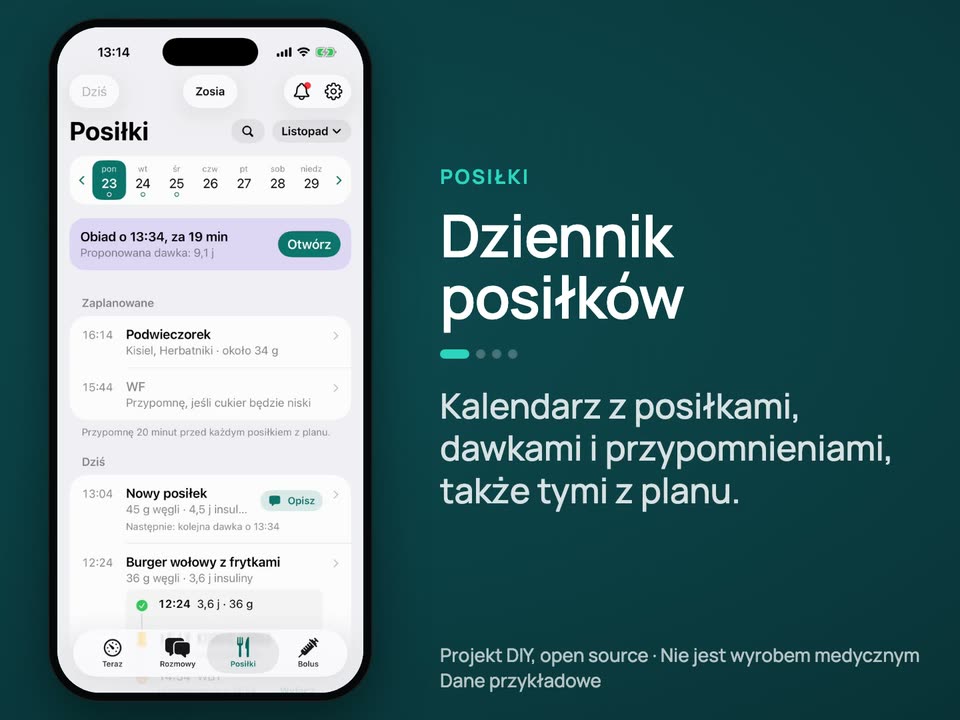 13:14
Dziś
Zosia
Posiłki
Listopad
pon wt śr czw pt sob niedz
23 24 25 26 27 28 29
Obiad o 13:34, za 19 min
Proponowana dawka: 9,1 j
Otwórz
Zaplanowane
16:14 Podwieczorek
Kisiel, Herbatniki · około 34 g
15:44 WF
Przypomnę, jeśli cukier będzie niski
Przypomnę 20 minut przed każdym posiłkiem z planu.
Dziś
13:04 Nowy posiłek
45 g węgli · 4,5 j insul...
Opisz
Następnie: kolejna dawka o 13:34
12:24 Burger wołowy z frytkami
36 g węgli · 3,6 j insuliny
12:24 3,6 j · 36 g
Teraz Rozmowy Posiłki Bolus
POSIŁKI
Dziennik
posiłków
Kalendarz z posiłkami,
dawkami i przypomnieniami,
także tymi z planu.
Projekt DIY, open source · Nie jest wyrobem medycznym
Dane przykładowe